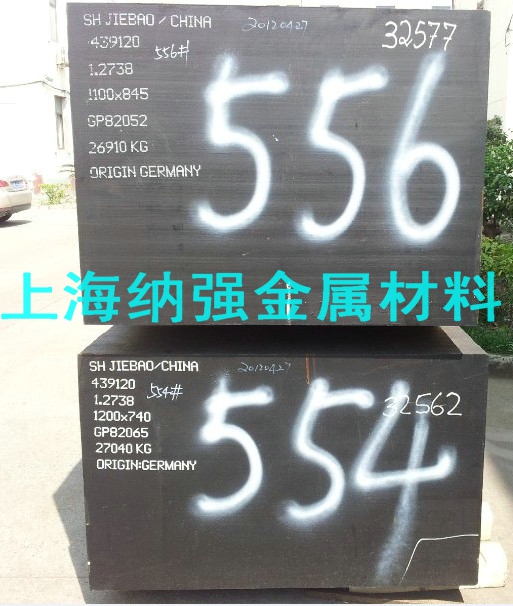 SH JIEBAO / CHINA 20120427 32577
439120 556#
1.2738
1100x845
GP82052
26910 KG
ORIGIN GERMANY
556
上海纳强金属材料
SH JIEBAO/CHINA 20120427
439120 554#
1.2738 32562
1200x740
GP82065
27040 KG
ORIGIN:GERMANY
554